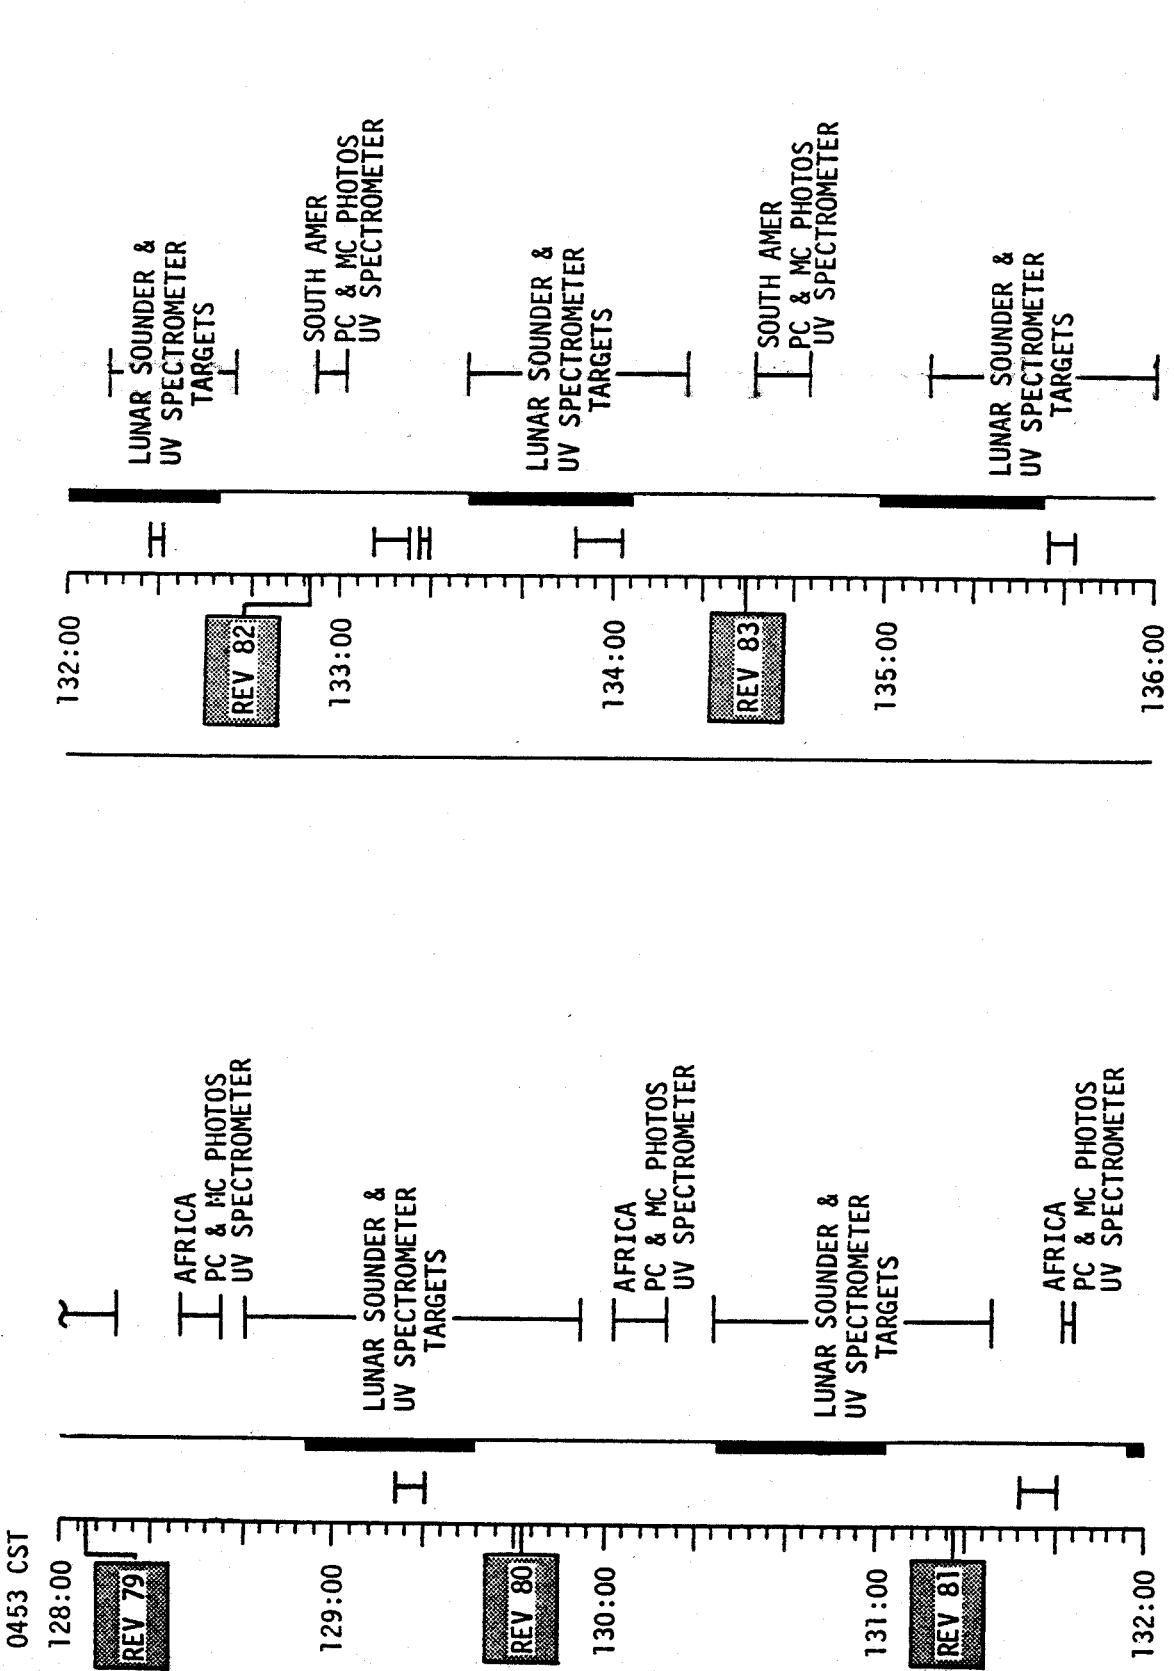 0453 CST
128:00
REV 79
AFRICA
PC & MC PHOTOS
UV SPECTROMETER
129:00
LUNAR SOUNDER &
UV SPECTROMETER
TARGETS
REV 80
130:00
AFRICA
PC & MC PHOTOS
UV SPECTROMETER
LUNAR SOUNDER &
UV SPECTROMETER
TARGETS
131:00
REV 81
AFRICA
PC & MC PHOTOS
UV SPECTROMETER
132:00
132:00
LUNAR SOUNDER &
UV SPECTROMETER
TARGETS
REV 82
SOUTH AMER
PC & MC PHOTOS
UV SPECTROMETER
133:00
LUNAR SOUNDER &
UV SPECTROMETER
TARGETS
134:00
REV 83
SOUTH AMER
PC & MC PHOTOS
UV SPECTROMETER
135:00
LUNAR SOUNDER &
UV SPECTROMETER
TARGETS
136:00